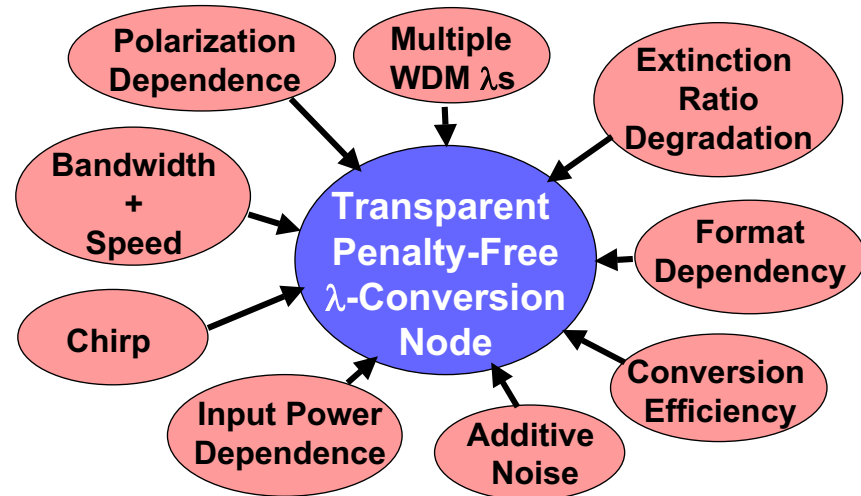 Polarization
Dependence
Multiple
WDM λs
Extinction
Ratio
Degradation
Bandwidth
+
Speed
Transparent
Penalty-Free
λ-Conversion
Node
Format
Dependency
Chirp
Conversion
Efficiency
Input Power
Dependence
Additive
Noise